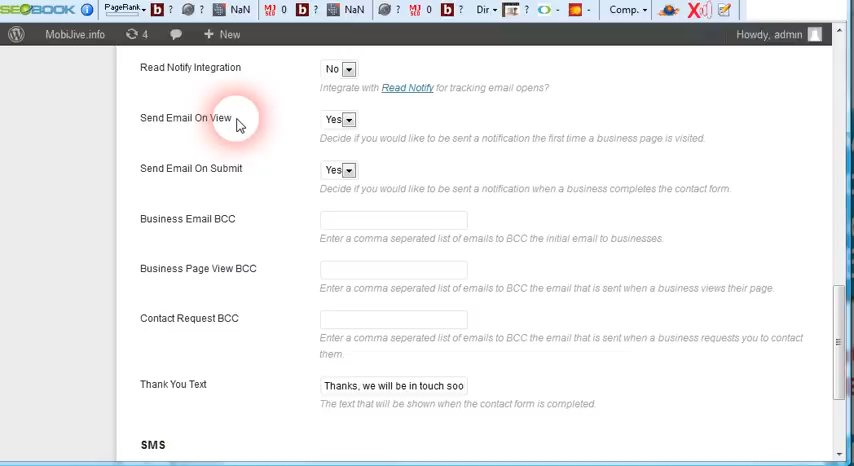 SEOBOOK PageRank ? NaN MJSEO 0 ? NaN ? MJSEO 0 ? Dir - - Comp. X()
MobiJive.info 4 New Howdy, admin
Read Notify Integration No
Integrate with Read Notify for tracking email opens?
Send Email On View Yes
Decide if you would like to be sent a notification the first time a business page is visited.
Send Email On Submit Yes
Decide if you would like to be sent a notification when a business completes the contact form.
Business Email BCC
Enter a comma seperated list of emails to BCC the initial email to businesses.
Business Page View BCC
Enter a comma seperated list of emails to BCC the email that is sent when a business views their page.
Contact Request BCC
Enter a comma seperated list of emails to BCC the email that is sent when a business requests you to contact
them.
Thank You Text Thanks, we will be in touch soo
The text that will be shown when the contact form is completed.
SMS